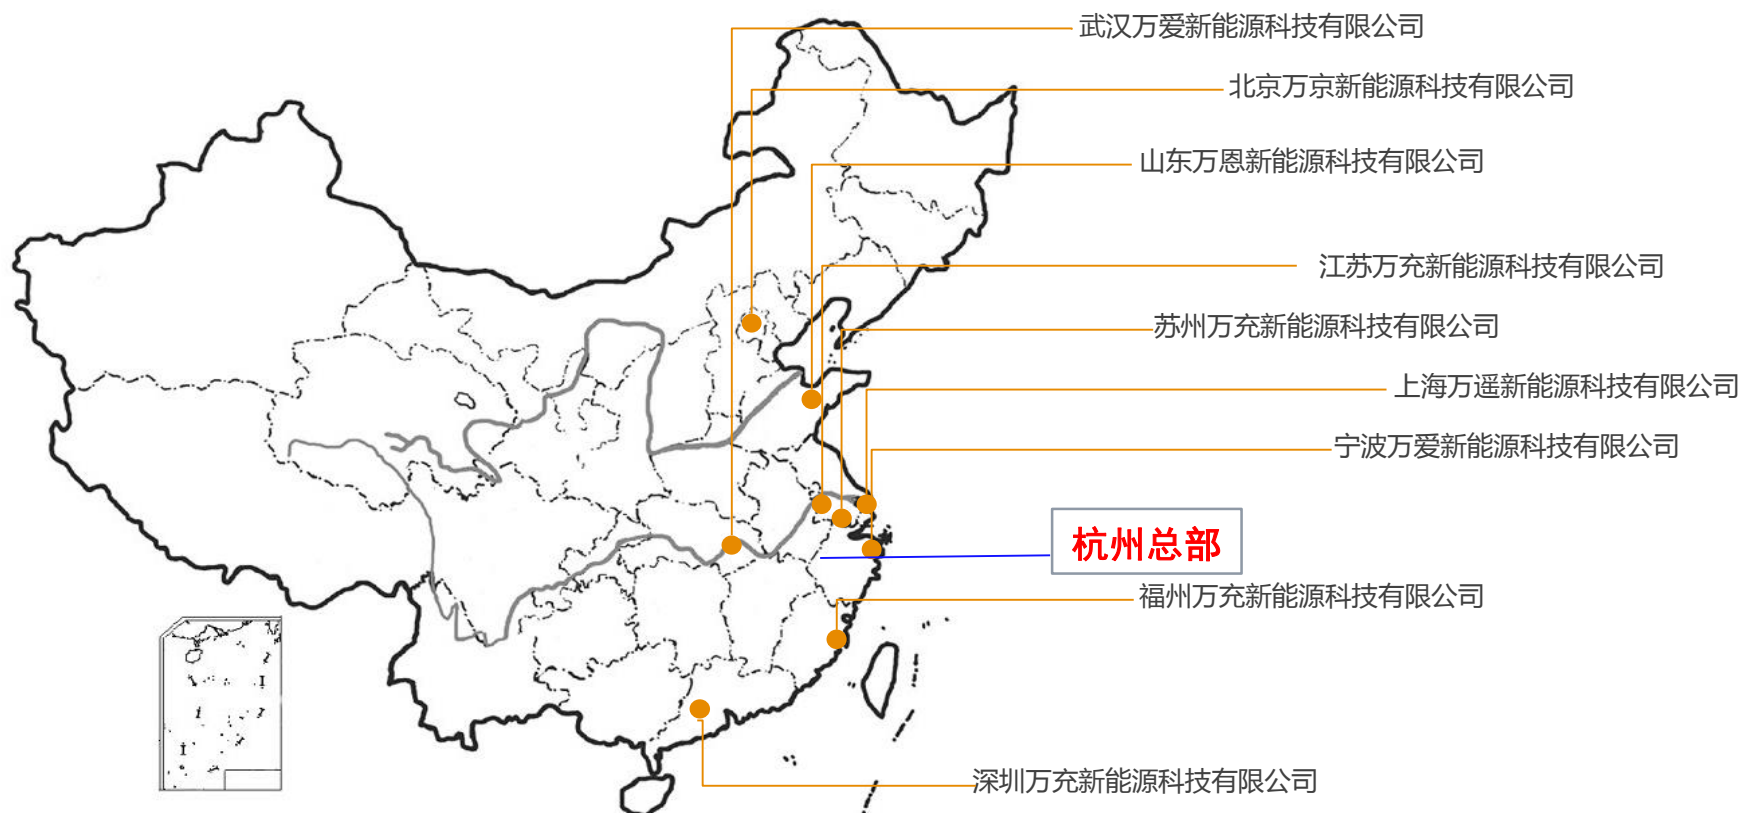 武汉万爱新能源科技有限公司
北京万京新能源科技有限公司
山东万恩新能源科技有限公司
江苏万充新能源科技有限公司
苏州万充新能源科技有限公司
上海万遥新能源科技有限公司
宁波万爱新能源科技有限公司
杭州总部
福州万充新能源科技有限公司
深圳万充新能源科技有限公司